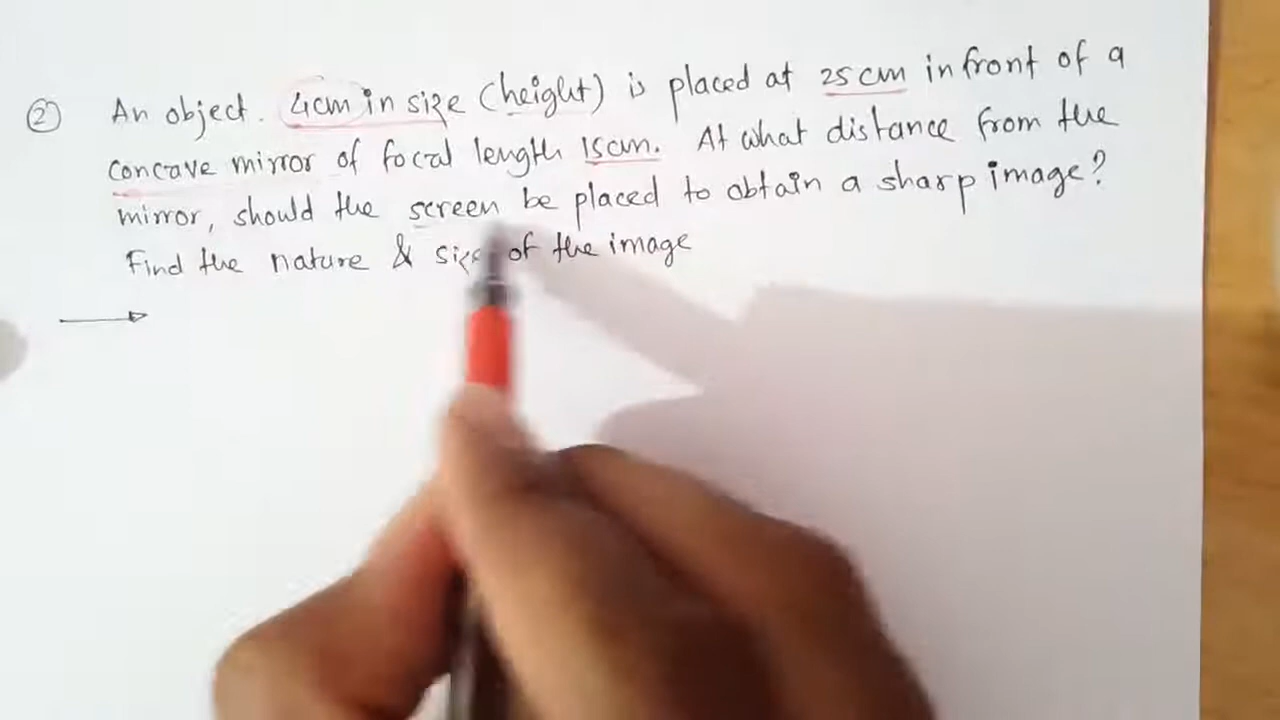 ② An object. 4cm in size (height) is placed at 25cm in front of a
concave mirror of focal length 15cm. At what distance from the
mirror, should the screen be placed to obtain a sharp image?
Find the nature & size of the image